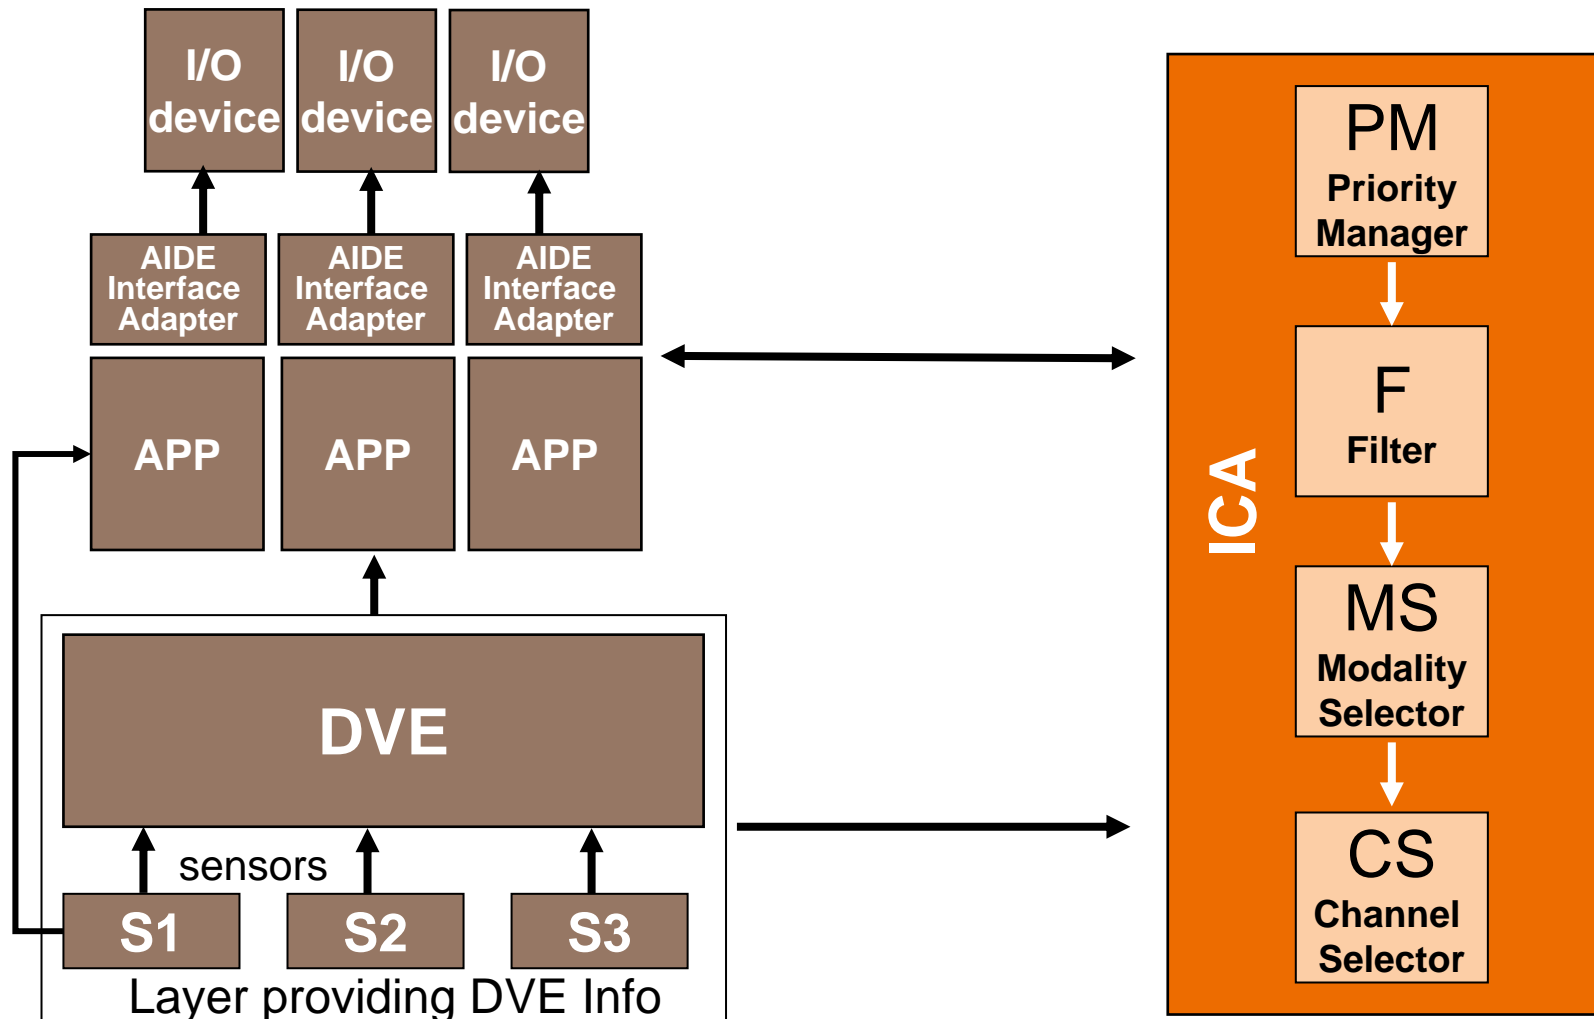 I/O
device
I/O
device
I/O
device
AIDE
Interface
Adapter
AIDE
Interface
Adapter
AIDE
Interface
Adapter
APP
APP
APP
DVE
sensors
S1
S2
S3
Layer providing DVE Info
ICA
PM
Priority
Manager
F
Filter
MS
Modality
Selector
CS
Channel
Selector